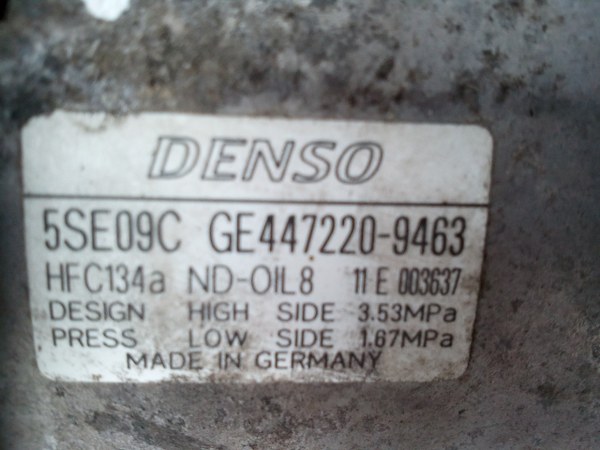 DENSO
5SE09C GE447220-9463
HFC134a ND-OIL8 11 E 003637
DESIGN HIGH SIDE 3.53MPa
PRESS LOW SIDE 1.67MPa
MADE IN GERMANY